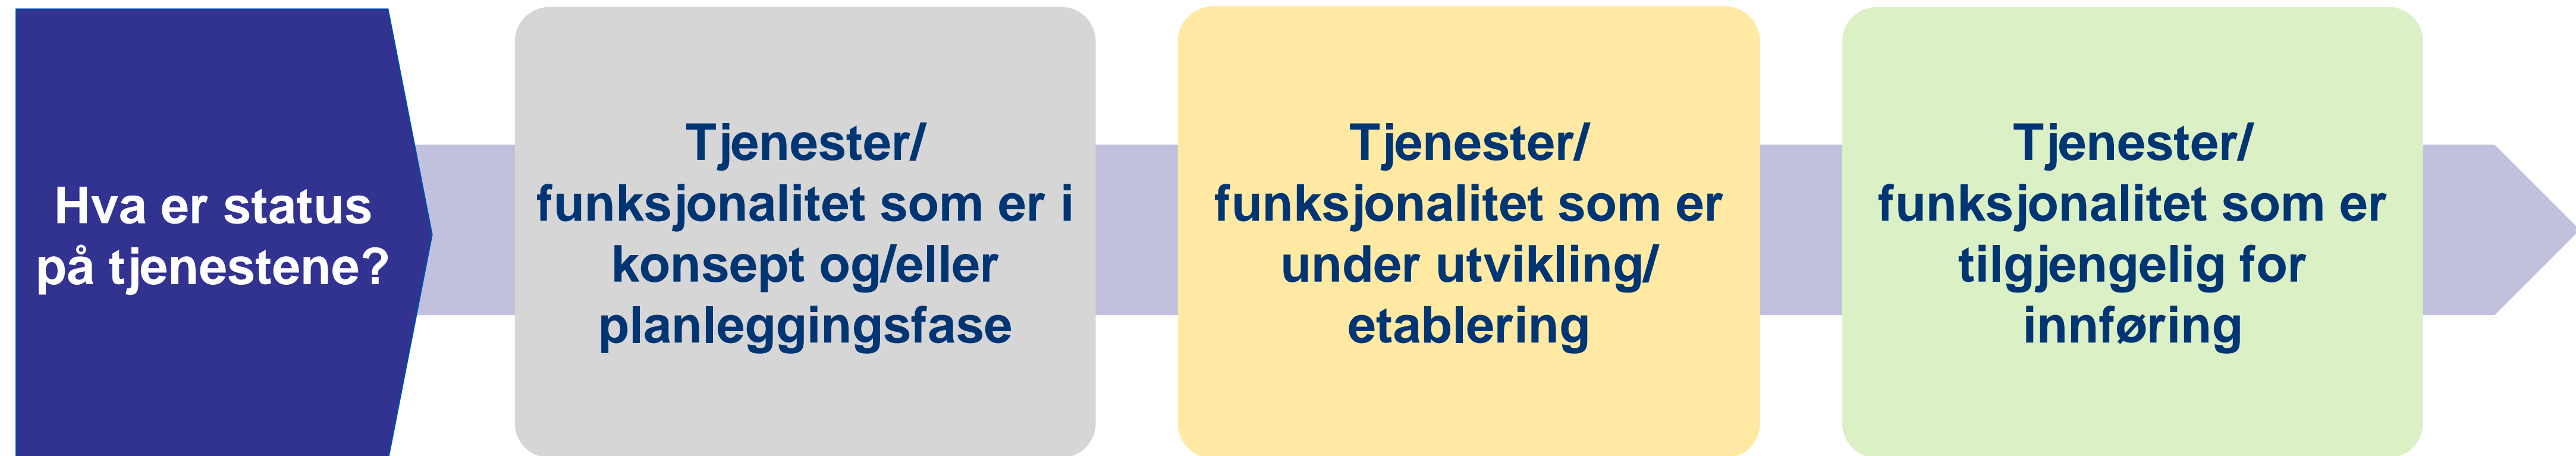 Hva er status
på tjenestene?
Tjenester/
funksjonalitet som er i
konsept og/eller
planleggingsfase
Tjenester/
funksjonalitet som er
under utvikling/
etablering
Tjenester/
funksjonalitet som er
tilgjengelig for
innføring